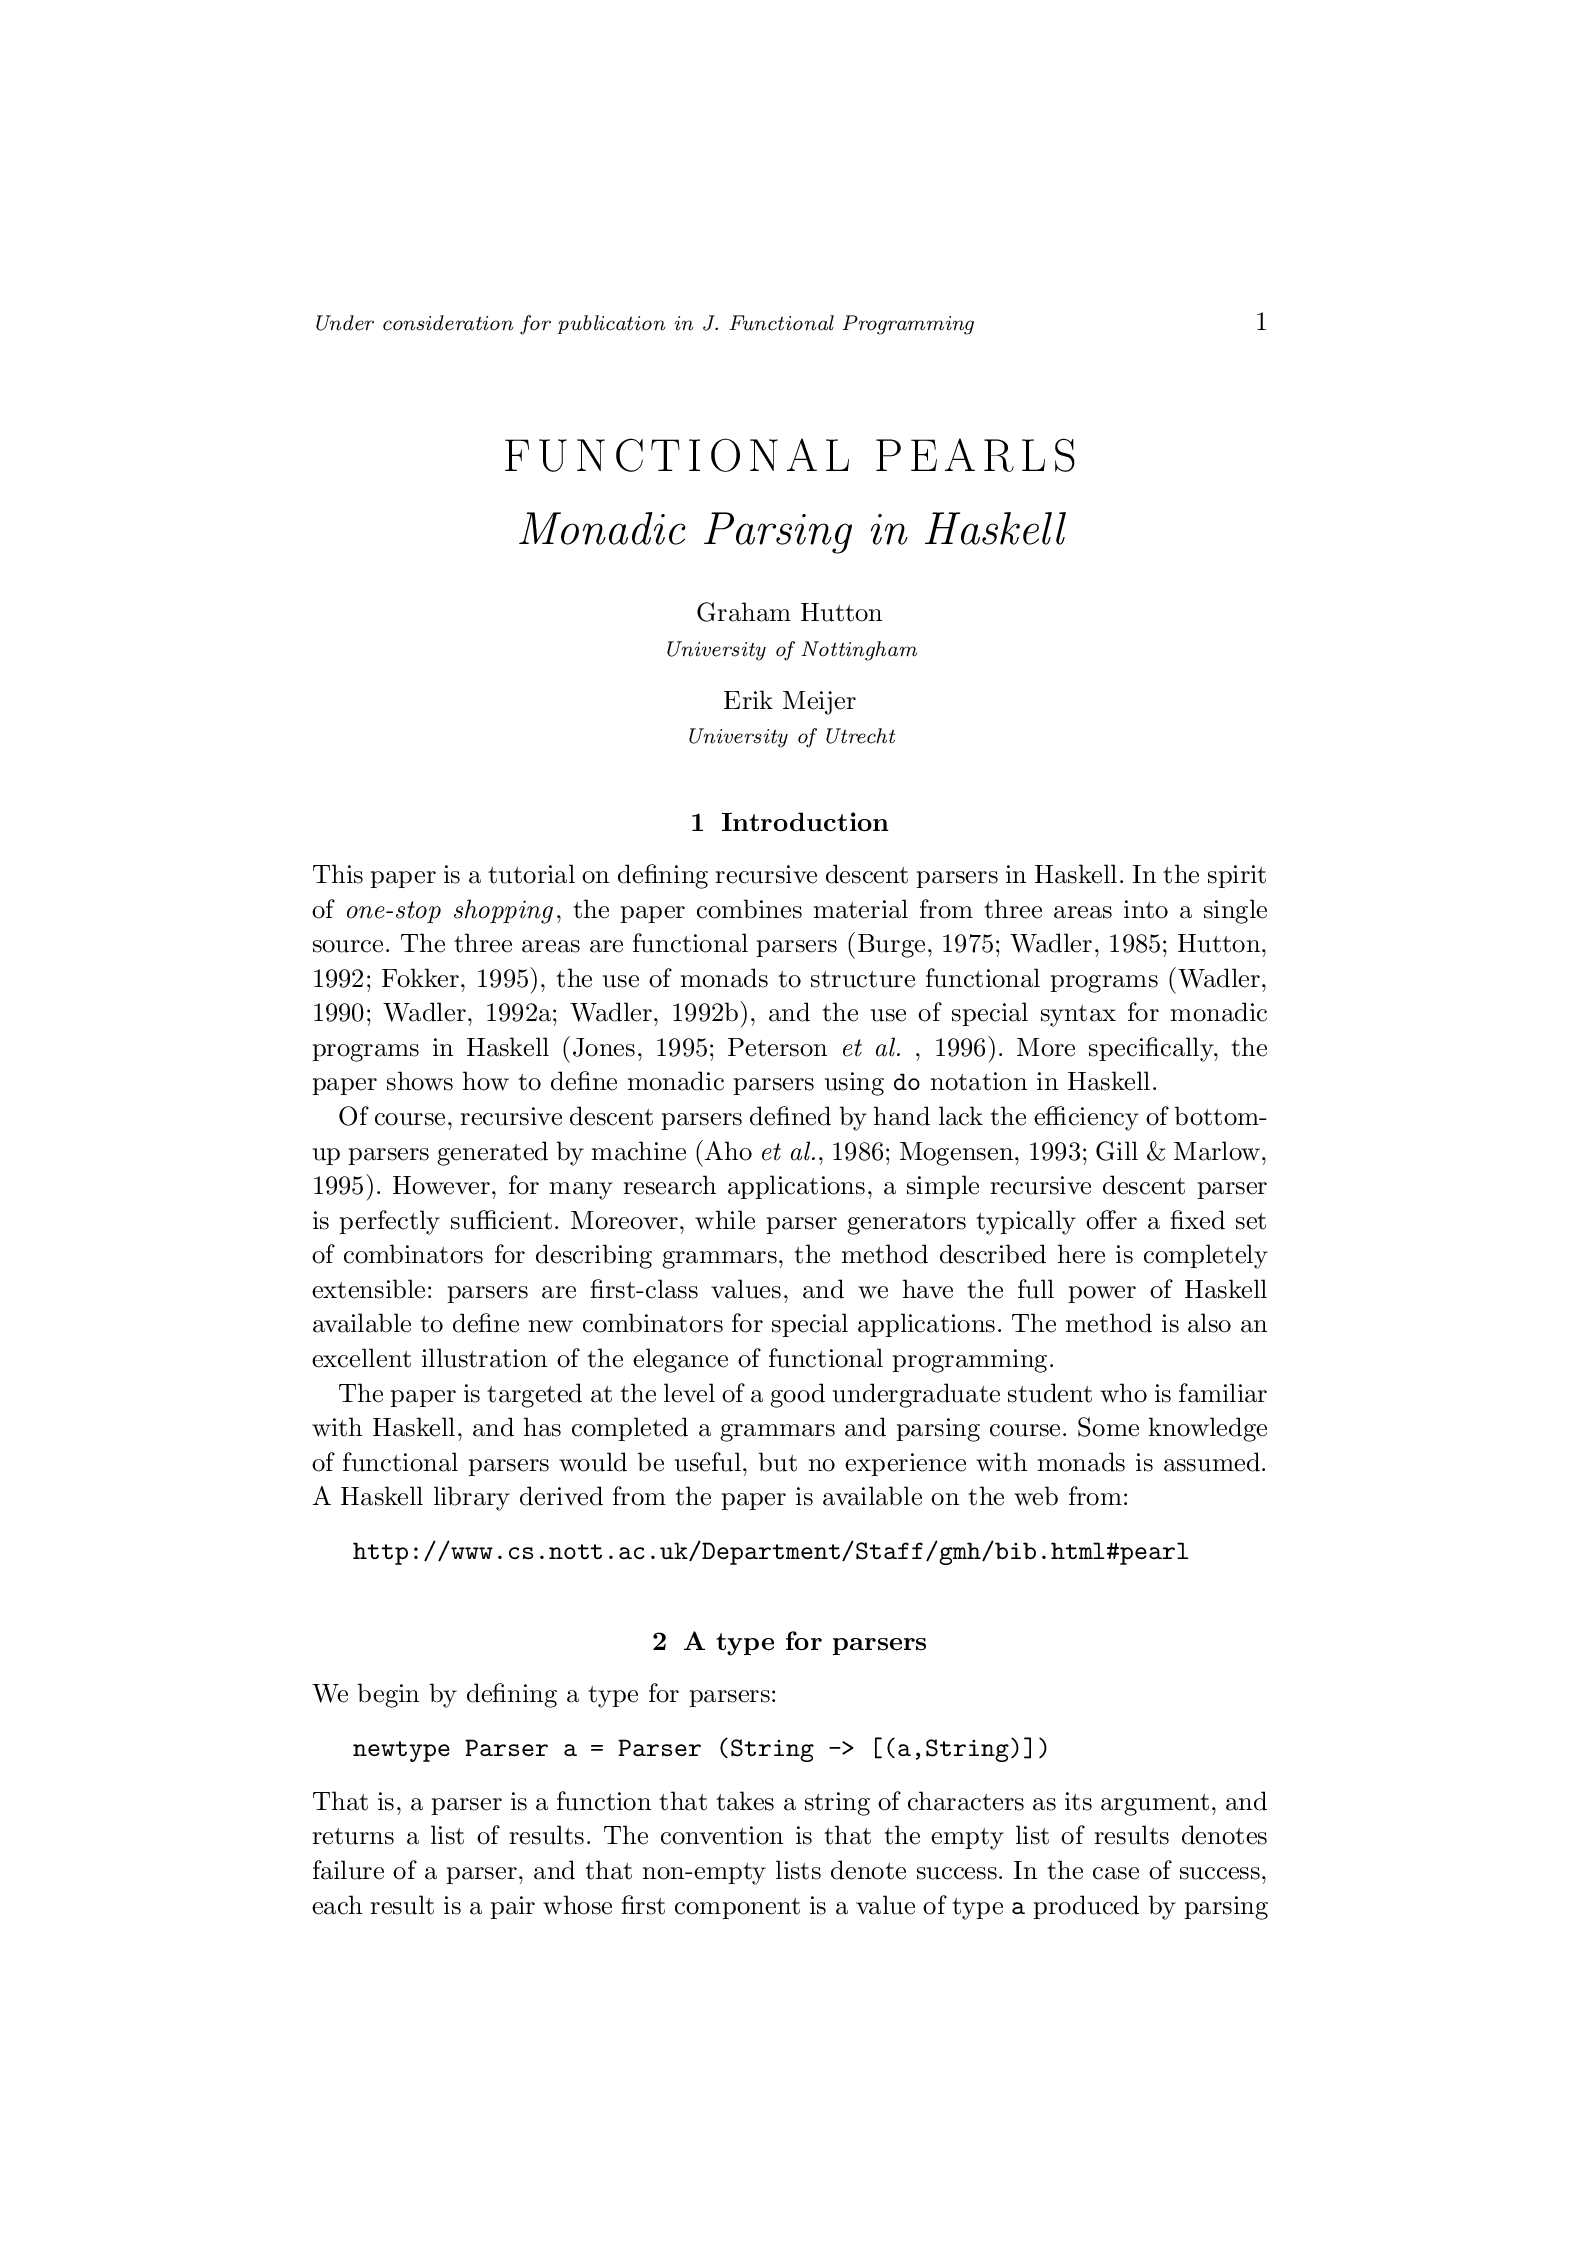 Under consideration for publication in J. Functional Programming 1
FUNCTIONAL PEARLS
Monadic Parsing in Haskell
Graham Hutton
University of Nottingham
Erik Meijer
University of Utrecht
1 Introduction
This paper is a tutorial on defining recursive descent parsers in Haskell. In the spirit
of one-stop shopping, the paper combines material from three areas into a single
source. The three areas are functional parsers (Burge, 1975; Wadler, 1985; Hutton,
1992; Fokker, 1995), the use of monads to structure functional programs (Wadler,
1990; Wadler, 1992a; Wadler, 1992b), and the use of special syntax for monadic
programs in Haskell (Jones, 1995; Peterson et al. , 1996). More specifically, the
paper shows how to define monadic parsers using do notation in Haskell.
Of course, recursive descent parsers defined by hand lack the efficiency of bottom-
up parsers generated by machine (Aho et al., 1986; Mogensen, 1993; Gill & Marlow,
1995). However, for many research applications, a simple recursive descent parser
is perfectly sufficient. Moreover, while parser generators typically offer a fixed set
of combinators for describing grammars, the method described here is completely
extensible: parsers are first-class values, and we have the full power of Haskell
available to define new combinators for special applications. The method is also an
excellent illustration of the elegance of functional programming.
The paper is targeted at the level of a good undergraduate student who is familiar
with Haskell, and has completed a grammars and parsing course. Some knowledge
of functional parsers would be useful, but no experience with monads is assumed.
A Haskell library derived from the paper is available on the web from:
http://www.cs.nott.ac.uk/Department/Staff/gmh/bib.html#pearl
2 A type for parsers
We begin by defining a type for parsers:
newtype Parser a = Parser (String -> [(a,String)])
That is, a parser is a function that takes a string of characters as its argument, and
returns a list of results. The convention is that the empty list of results denotes
failure of a parser, and that non-empty lists denote success. In the case of success,
each result is a pair whose first component is a value of type a produced by parsing